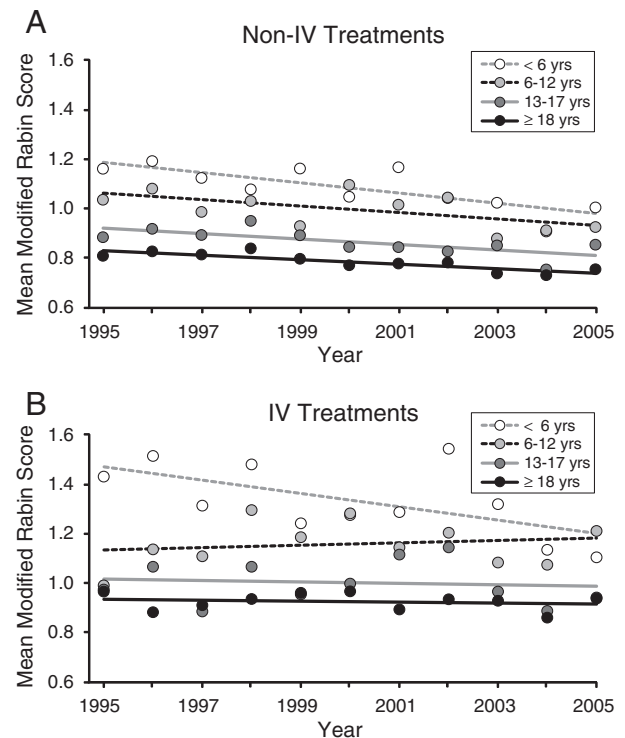 A
Non-IV Treatments
Mean Modified Rabin Score
1.6
1.4
1.2
1.0
0.8
0.6
< 6 yrs
6-12 yrs
13-17 yrs
≥ 18 yrs
1995 1997 1999 2001 2003 2005
Year
B
IV Treatments
Mean Modified Rabin Score
1.6
1.4
1.2
1.0
0.8
0.6
< 6 yrs
6-12 yrs
13-17 yrs
≥ 18 yrs
1995 1997 1999 2001 2003 2005
Year